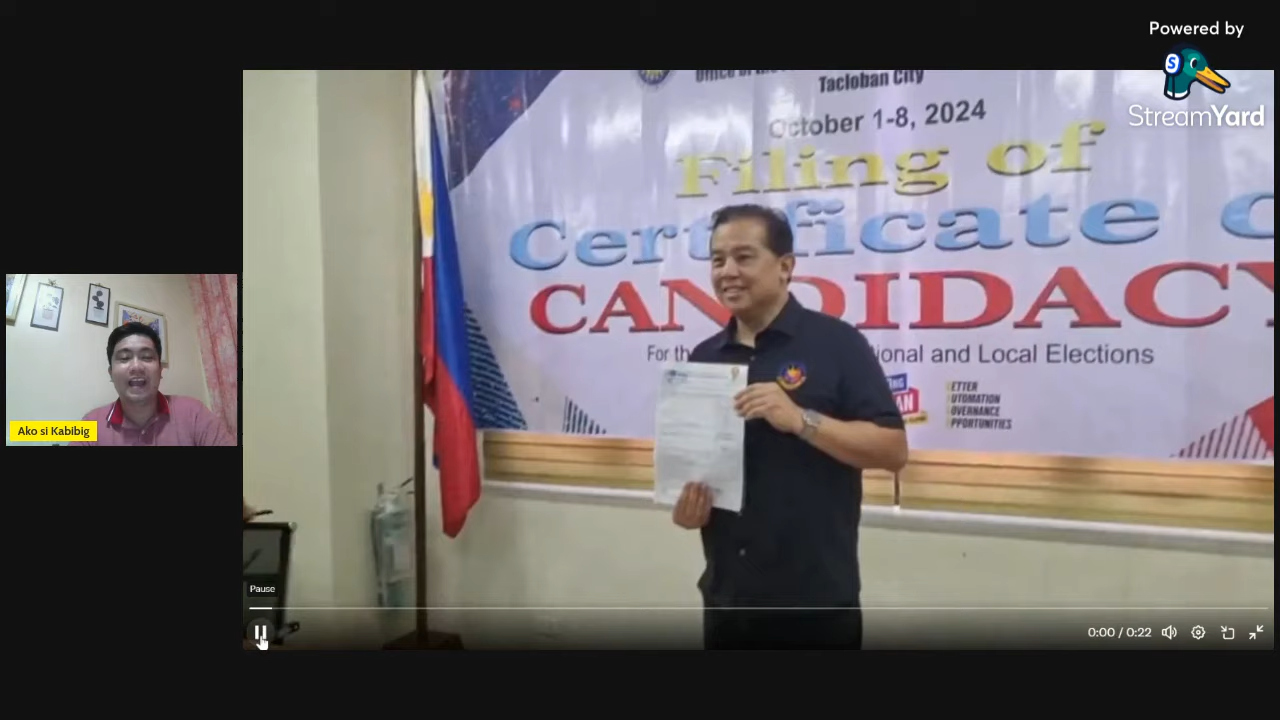 Powered by
StreamYard
Tacloban City
October 1-8, 2024
Filing of
Certificate
CANDIDACY
For
ional and Local Elections
ETTER
UTOMATION
OVERNANCE
PPORTUNITIES
Ako si Kabibig
Pause
0:00 / 0:22